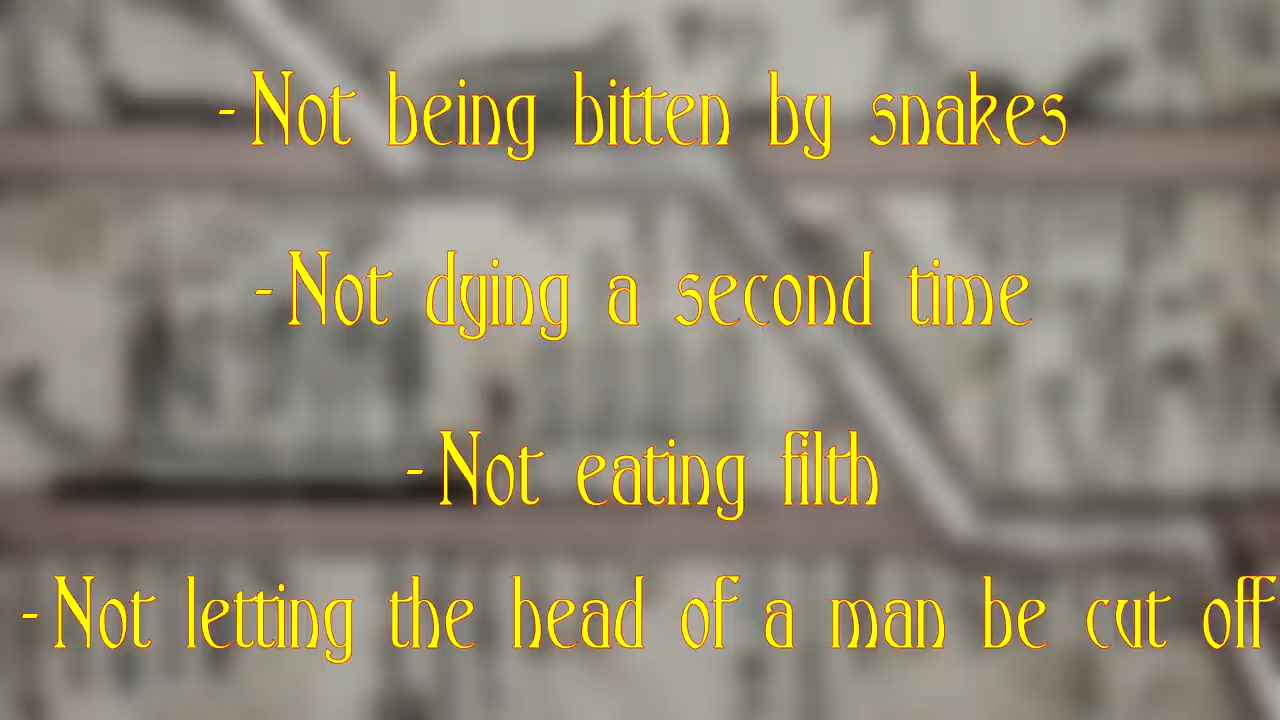 - Not being bitten by snakes
- Not dying a second time
- Not eating filth
- Not letting the head of a man be cut off